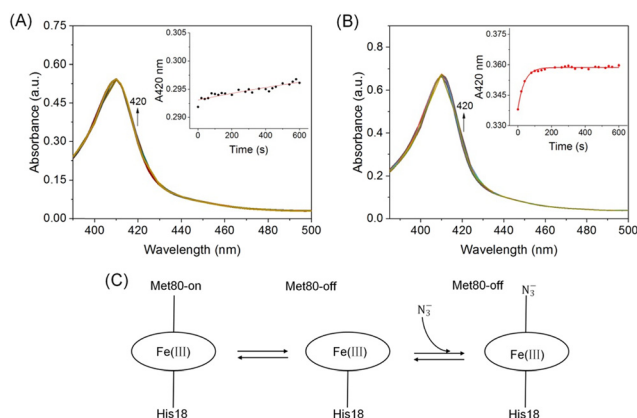 (A)
0.75
0.60
0.45
0.30
0.15
0.00
Absorbance (a.u.)
400
420
440
460
480
500
Wavelength (nm)
420
0.305
0.300
0.295
0.290
A420 nm
0
200
400
600
Time (s)
(B)
0.8
0.6
0.4
0.2
0.0
Absorbance (a.u.)
400
420
440
460
480
500
Wavelength (nm)
420
0.375
0.360
0.345
0.330
A420 nm
0
200
400
600
Time (s)
(C)
Met80-on
Met80-off
Met80-off
N₃⁻
N₃⁻
Fe(III)
Fe(III)
Fe(III)
His18
His18
His18